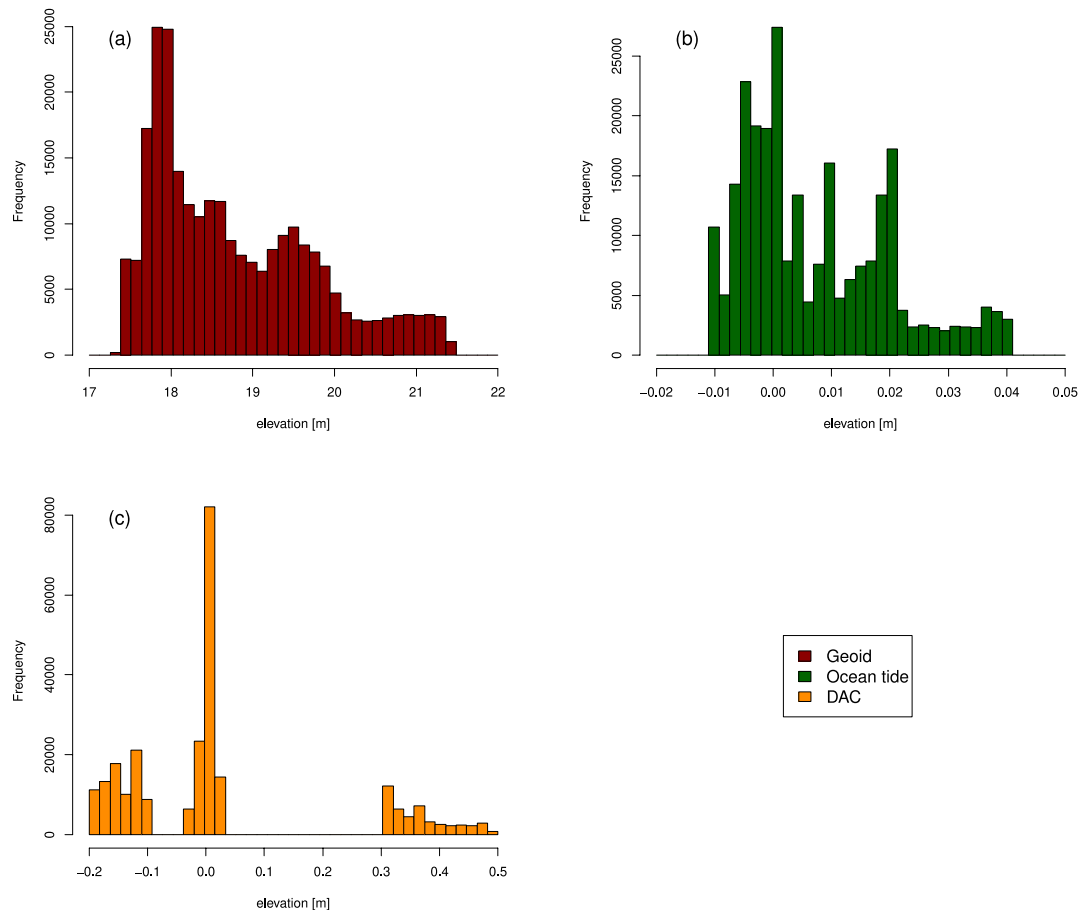 (a)
Frequency
0 5000 10000 15000 20000 25000
17 18 19 20 21 22
elevation [m]
(b)
Frequency
0 5000 10000 15000 20000 25000
−0.02 −0.01 0.00 0.01 0.02 0.03 0.04 0.05
elevation [m]
(c)
Frequency
0 20000 40000 60000 80000
−0.2 −0.1 0.0 0.1 0.2 0.3 0.4 0.5
elevation [m]
Geoid
Ocean tide
DAC